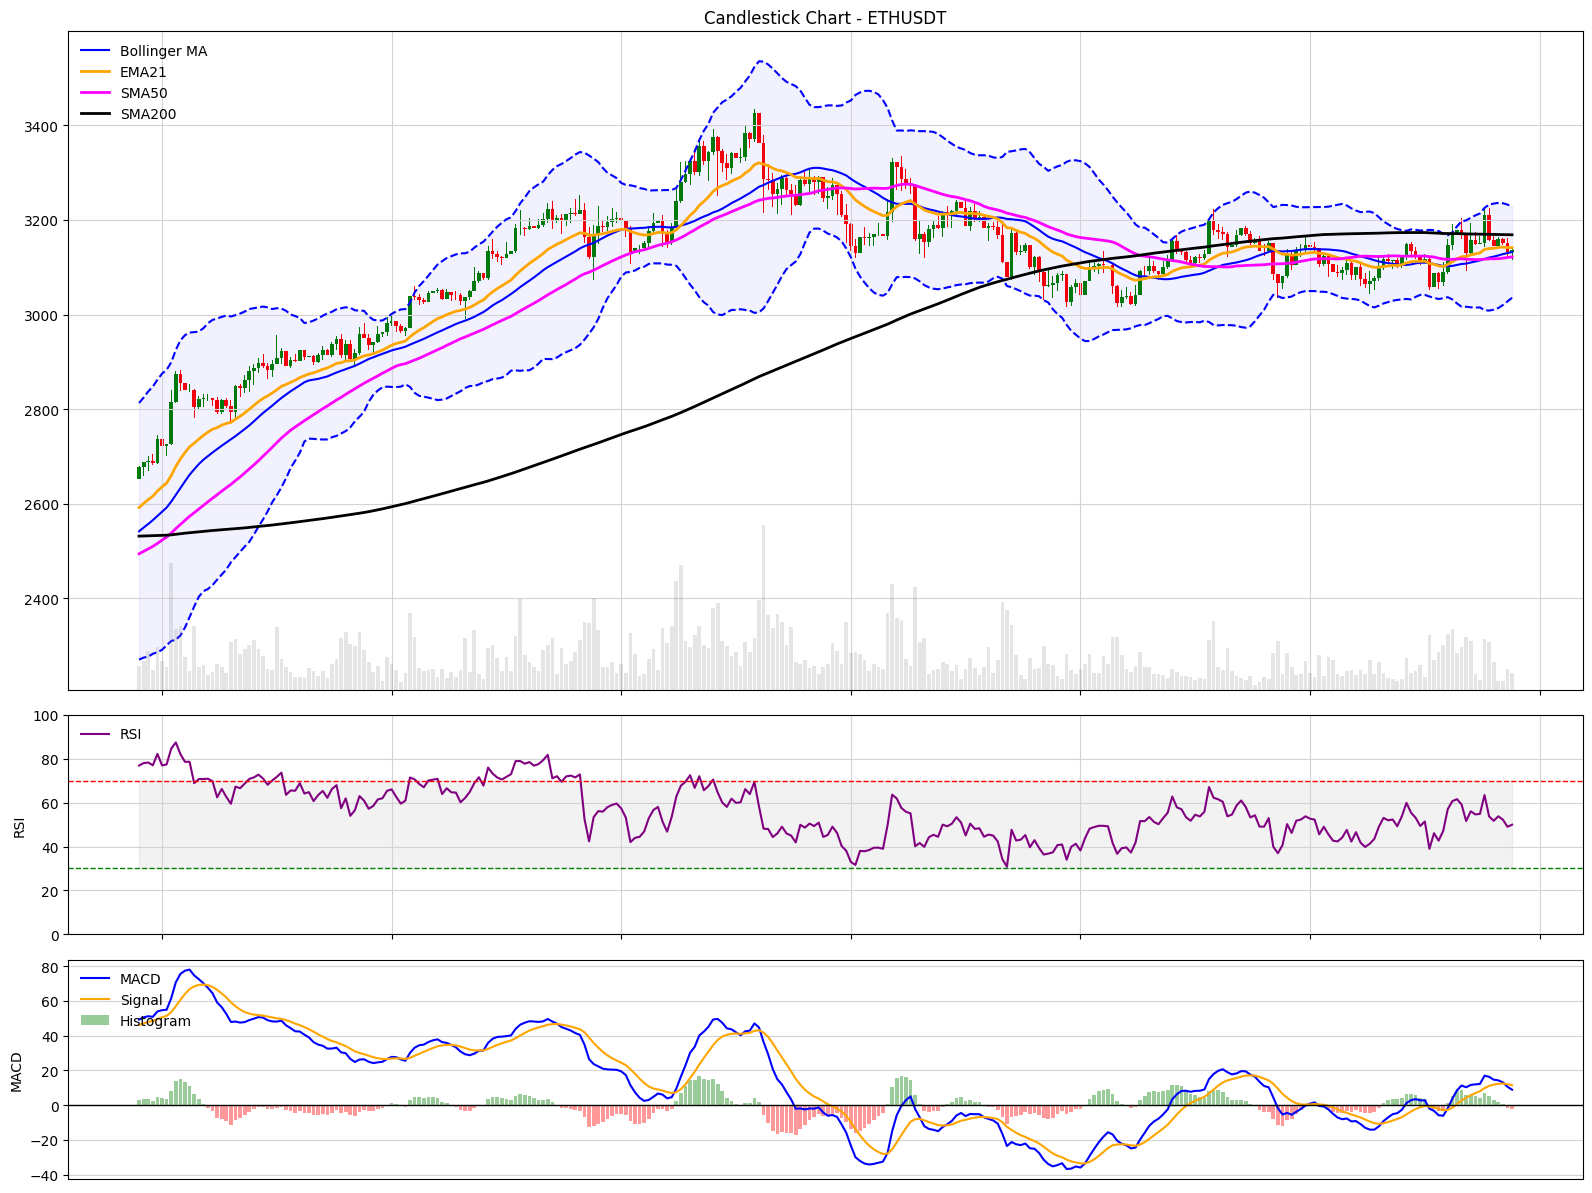 Candlestick Chart - ETHUSDT
Bollinger MA
EMA21
SMA50
SMA200
3400
3200
3000
2800
2600
2400
100
80
60
40
20
0
RSI
RSI
80
60
40
20
0
−20
−40
MACD
MACD
Signal
Histogram